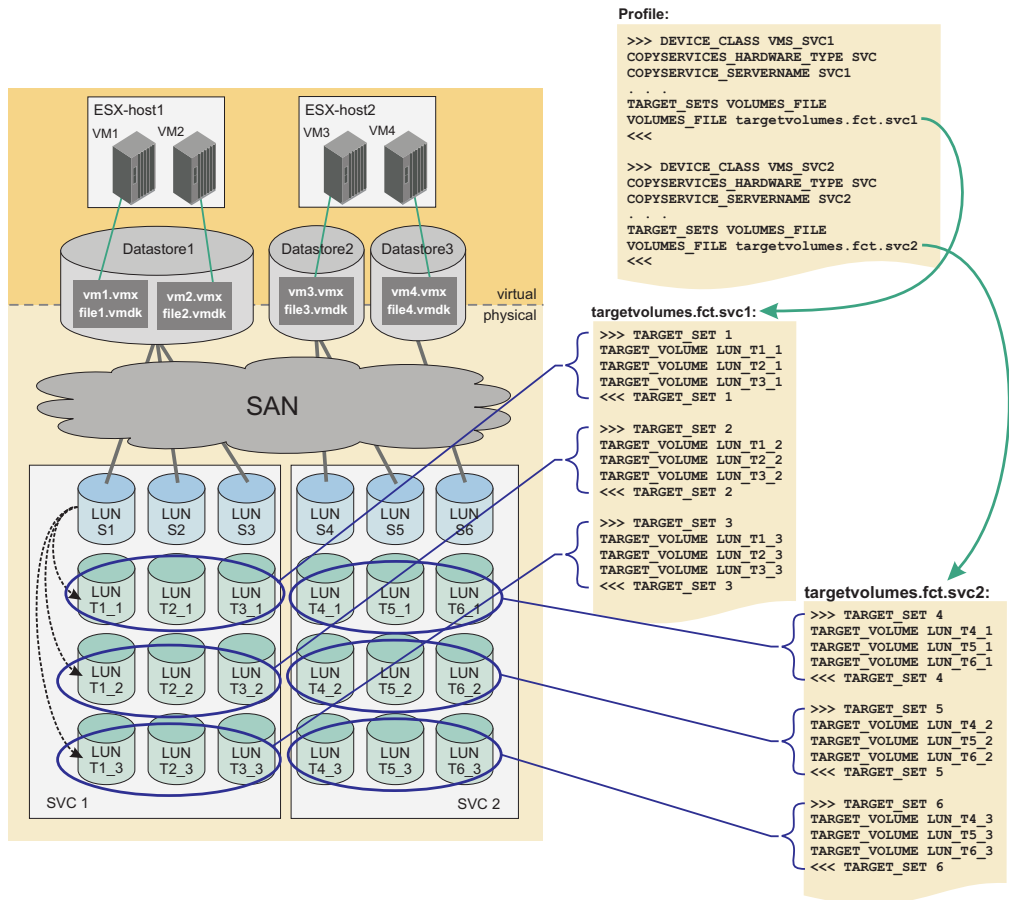 Profile:
>>> DEVICE_CLASS VMS_SVC1
COPYSERVICES_HARDWARE_TYPE SVC
COPYSERVICE_SERVERNAME SVC1
. . .
TARGET_SETS VOLUMES_FILE
VOLUMES_FILE targetvolumes.fct.svc1
<<<
>>> DEVICE_CLASS VMS_SVC2
COPYSERVICES_HARDWARE_TYPE SVC
COPYSERVICE_SERVERNAME SVC2
. . .
TARGET_SETS VOLUMES_FILE
VOLUMES_FILE targetvolumes.fct.svc2
<<<
ESX-host1
VM1
VM2
ESX-host2
VM3
VM4
Datastore1
Datastore2
Datastore3
vm1.vmx
file1.vmdk
vm2.vmx
file2.vmdk
vm3.vmx
file3.vmdk
vm4.vmx
file4.vmdk
virtual
physical
SAN
LUN
S1
LUN
S2
LUN
S3
LUN
S4
LUN
S5
LUN
S6
LUN
T1_1
LUN
T2_1
LUN
T3_1
LUN
T4_1
LUN
T5_1
LUN
T6_1
LUN
T1_2
LUN
T2_2
LUN
T3_2
LUN
T4_2
LUN
T5_2
LUN
T6_2
LUN
T1_3
LUN
T2_3
LUN
T3_3
LUN
T4_3
LUN
T5_3
LUN
T6_3
SVC 1
SVC 2
targetvolumes.fct.svc1:
>>> TARGET_SET 1
TARGET_VOLUME LUN_T1_1
TARGET_VOLUME LUN_T2_1
TARGET_VOLUME LUN_T3_1
<<< TARGET_SET 1
>>> TARGET_SET 2
TARGET_VOLUME LUN_T1_2
TARGET_VOLUME LUN_T2_2
TARGET_VOLUME LUN_T3_2
<<< TARGET_SET 2
>>> TARGET_SET 3
TARGET_VOLUME LUN_T1_3
TARGET_VOLUME LUN_T2_3
TARGET_VOLUME LUN_T3_3
<<< TARGET_SET 3
targetvolumes.fct.svc2:
>>> TARGET_SET 4
TARGET_VOLUME LUN_T4_1
TARGET_VOLUME LUN_T5_1
TARGET_VOLUME LUN_T6_1
<<< TARGET_SET 4
>>> TARGET_SET 5
TARGET_VOLUME LUN_T4_2
TARGET_VOLUME LUN_T5_2
TARGET_VOLUME LUN_T6_2
<<< TARGET_SET 5
>>> TARGET_SET 6
TARGET_VOLUME LUN_T4_3
TARGET_VOLUME LUN_T5_3
TARGET_VOLUME LUN_T6_3
<<< TARGET_SET 6